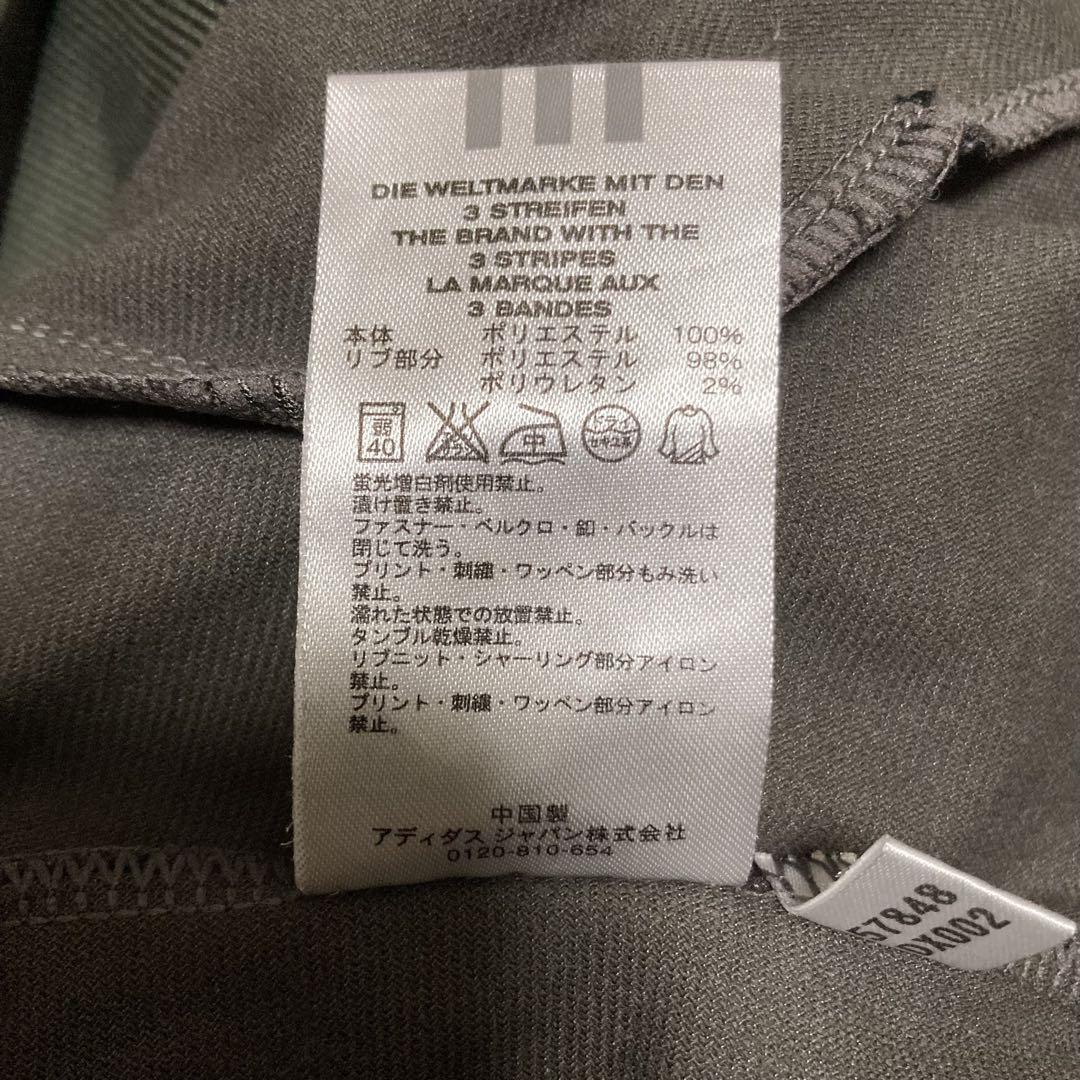 DIE WELTMARKE MIT DEN
3 STREIFEN
THE BRAND WITH THE
3 STRIPES
LA MARQUE AUX
3 BANDES
本体 ポリエステル 100%
リブ部分 ポリエステル 98%
ポリウレタン 2%
弱 中
40
蛍光増白剤使用禁止。
漬け置き禁止。
ファスナー・ベルクロ・釦・バックルは
閉じて洗う。
プリント・刺繍・ワッペン部分もみ洗い
禁止。
濡れた状態での放置禁止。
タンブル乾燥禁止。
リブニット・シャーリング部分アイロン
禁止。
プリント・刺繍・ワッペン部分アイロン
禁止。
中国製
アディダス ジャパン株式会社
0120-810-654
57848
DX002